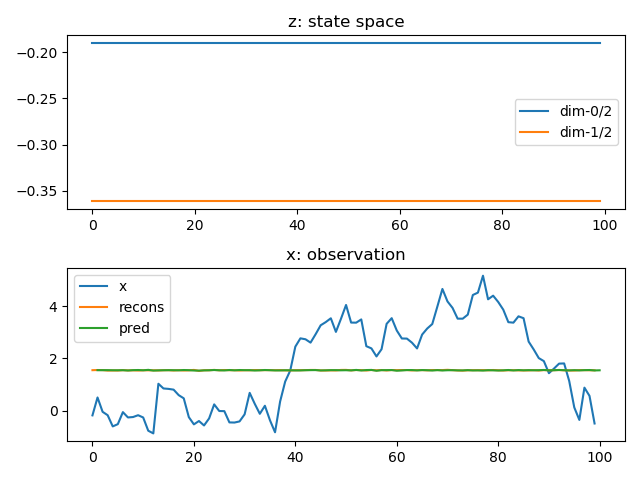 z: state space
−0.20
−0.25
−0.30
−0.35
dim-0/2
dim-1/2
0 20 40 60 80 100
x: observation
4
2
0
x
recons
pred
0 20 40 60 80 100